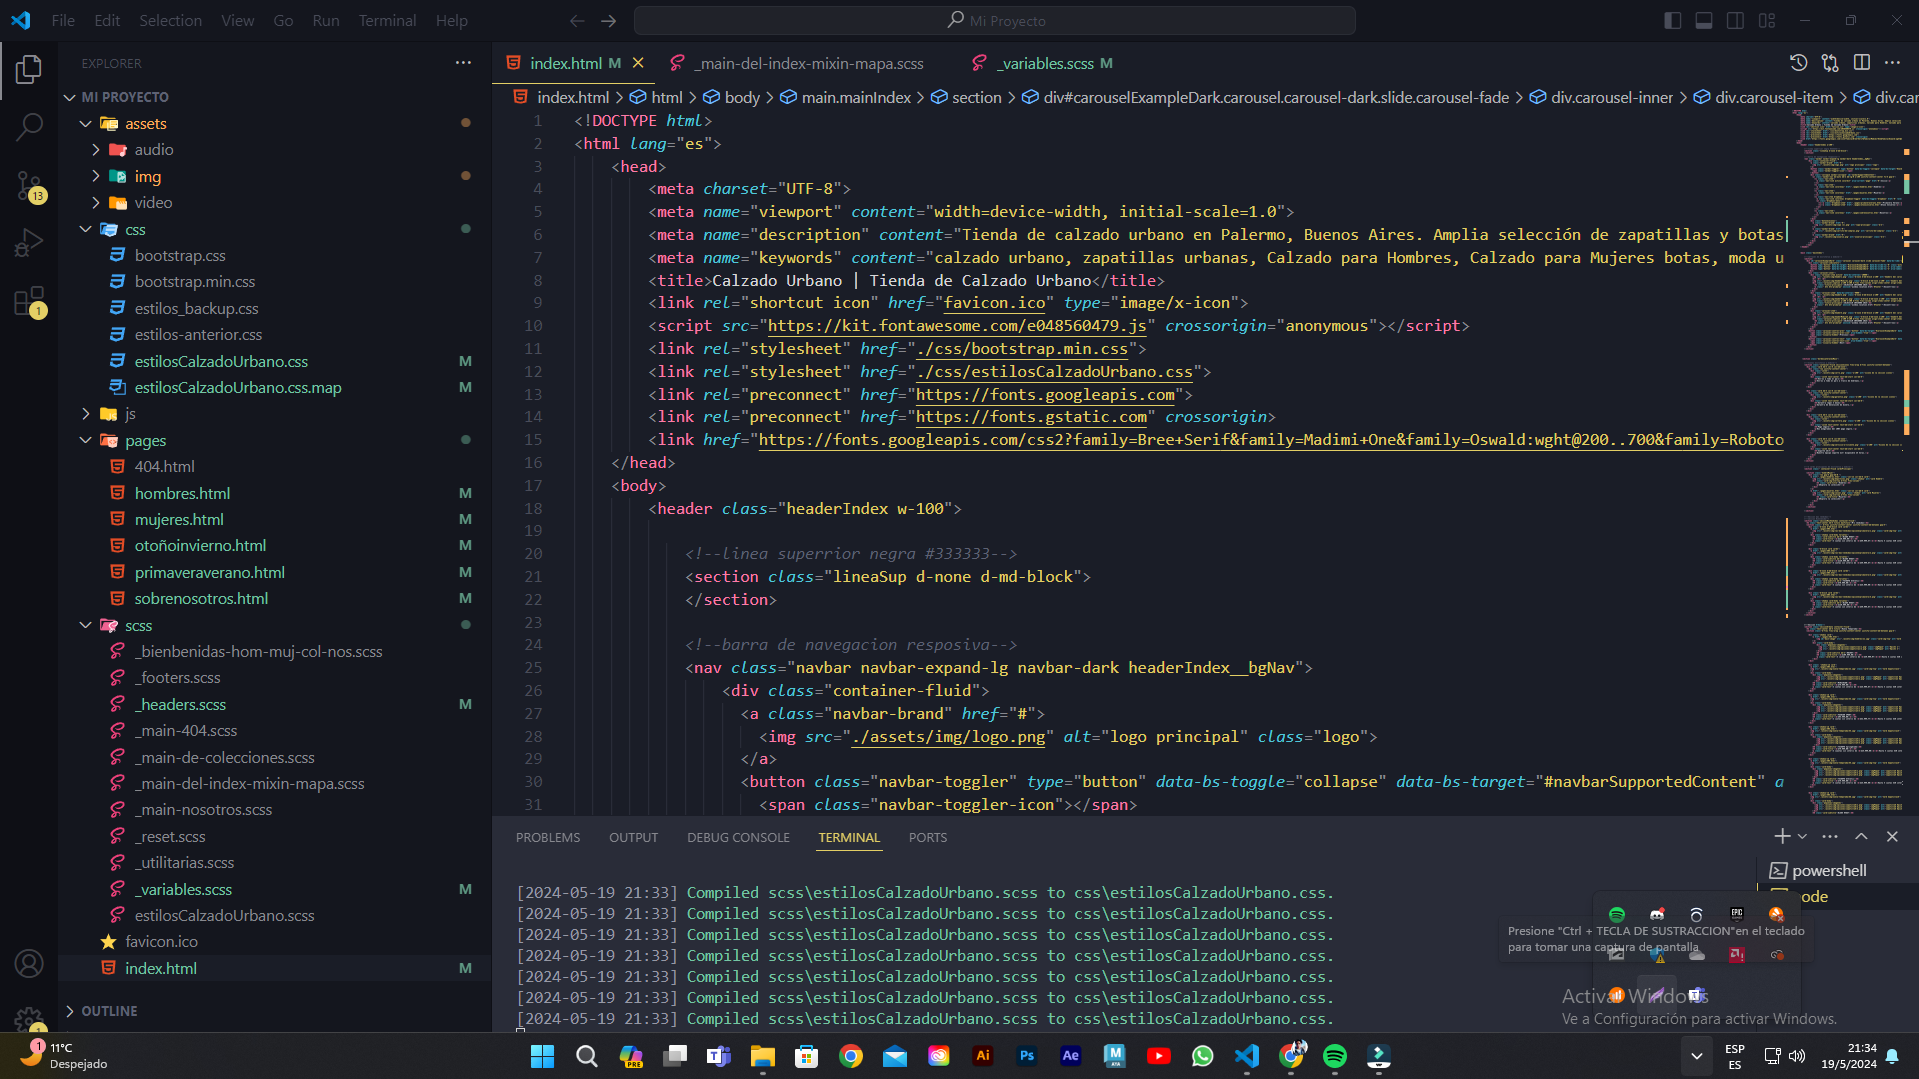 File Edit Selection View Go Run Terminal Help
Mi Proyecto
EXPLORER
MI PROYECTO
assets
audio
img
video
css
bootstrap.css
bootstrap.min.css
estilos_backup.css
estilos-anterior.css
estilosCalzadoUrbano.css M
estilosCalzadoUrbano.css.map M
js
pages
404.html
hombres.html M
mujeres.html M
otoñoinvierno.html M
primaveraverano.html M
sobrenosotros.html M
scss
_bienbenidas-hom-muj-col-nos.scss
_footers.scss
_headers.scss M
_main-404.scss
_main-de-colecciones.scss
_main-del-index-mixin-mapa.scss
_main-nosotros.scss
_reset.scss
_utilitarias.scss
_variables.scss M
estilosCalzadoUrbano.scss
favicon.ico
index.html M
OUTLINE
13
1
1
index.html M _main-del-index-mixin-mapa.scss _variables.scss M
index.html > html > body > main.mainIndex > section > div#carouselExampleDark.carousel.carousel-dark.slide.carousel-fade > div.carousel-inner > div.carousel-item > div.car
1 <!DOCTYPE html>
2 <html lang="es">
3 <head>
4 <meta charset="UTF-8">
5 <meta name="viewport" content="width=device-width, initial-scale=1.0">
6 <meta name="description" content="Tienda de calzado urbano en Palermo, Buenos Aires. Amplia selección de zapatillas y botas
7 <meta name="keywords" content="calzado urbano, zapatillas urbanas, Calzado para Hombres, Calzado para Mujeres botas, moda u
8 <title>Calzado Urbano | Tienda de Calzado Urbano</title>
9 <link rel="shortcut icon" href="favicon.ico" type="image/x-icon">
10 <script src="https://kit.fontawesome.com/e048560479.js" crossorigin="anonymous"></script>
11 <link rel="stylesheet" href="./css/bootstrap.min.css">
12 <link rel="stylesheet" href="./css/estilosCalzadoUrbano.css">
13 <link rel="preconnect" href="https://fonts.googleapis.com">
14 <link rel="preconnect" href="https://fonts.gstatic.com" crossorigin>
15 <link href="https://fonts.googleapis.com/css2?family=Bree+Serif&family=Madimi+One&family=Oswald:wght@200..700&family=Roboto
16 </head>
17 <body>
18 <header class="headerIndex w-100">
19
20 <!--linea superrior negra #333333-->
21 <section class="lineaSup d-none d-md-block">
22 </section>
23
24 <!--barra de navegacion resposiva-->
25 <nav class="navbar navbar-expand-lg navbar-dark headerIndex__bgNav">
26 <div class="container-fluid">
27 <a class="navbar-brand" href="#">
28 <img src="./assets/img/logo.png" alt="logo principal" class="logo">
29 </a>
30 <button class="navbar-toggler" type="button" data-bs-toggle="collapse" data-bs-target="#navbarSupportedContent" a
31 <span class="navbar-toggler-icon"></span>
PROBLEMS OUTPUT DEBUG CONSOLE TERMINAL PORTS
[2024-05-19 21:33] Compiled scss\estilosCalzadoUrbano.scss to css\estilosCalzadoUrbano.css.
[2024-05-19 21:33] Compiled scss\estilosCalzadoUrbano.scss to css\estilosCalzadoUrbano.css.
[2024-05-19 21:33] Compiled scss\estilosCalzadoUrbano.scss to css\estilosCalzadoUrbano.css.
[2024-05-19 21:33] Compiled scss\estilosCalzadoUrbano.scss to css\estilosCalzadoUrbano.css.
[2024-05-19 21:33] Compiled scss\estilosCalzadoUrbano.scss to css\estilosCalzadoUrbano.css.
[2024-05-19 21:33] Compiled scss\estilosCalzadoUrbano.scss to css\estilosCalzadoUrbano.css.
[2024-05-19 21:33] Compiled scss\estilosCalzadoUrbano.scss to css\estilosCalzadoUrbano.css.
powershell
ode
EPIC
Presione "Ctrl + TECLA DE SUSTRACCION"en el teclado
para tomar una captura de pantalla
Activar Windows
Ve a Configuración para activar Windows.
1
11°C
Despejado
PRE
Ai Ps Ae M
ESP
ES
21:34
19/5/2024